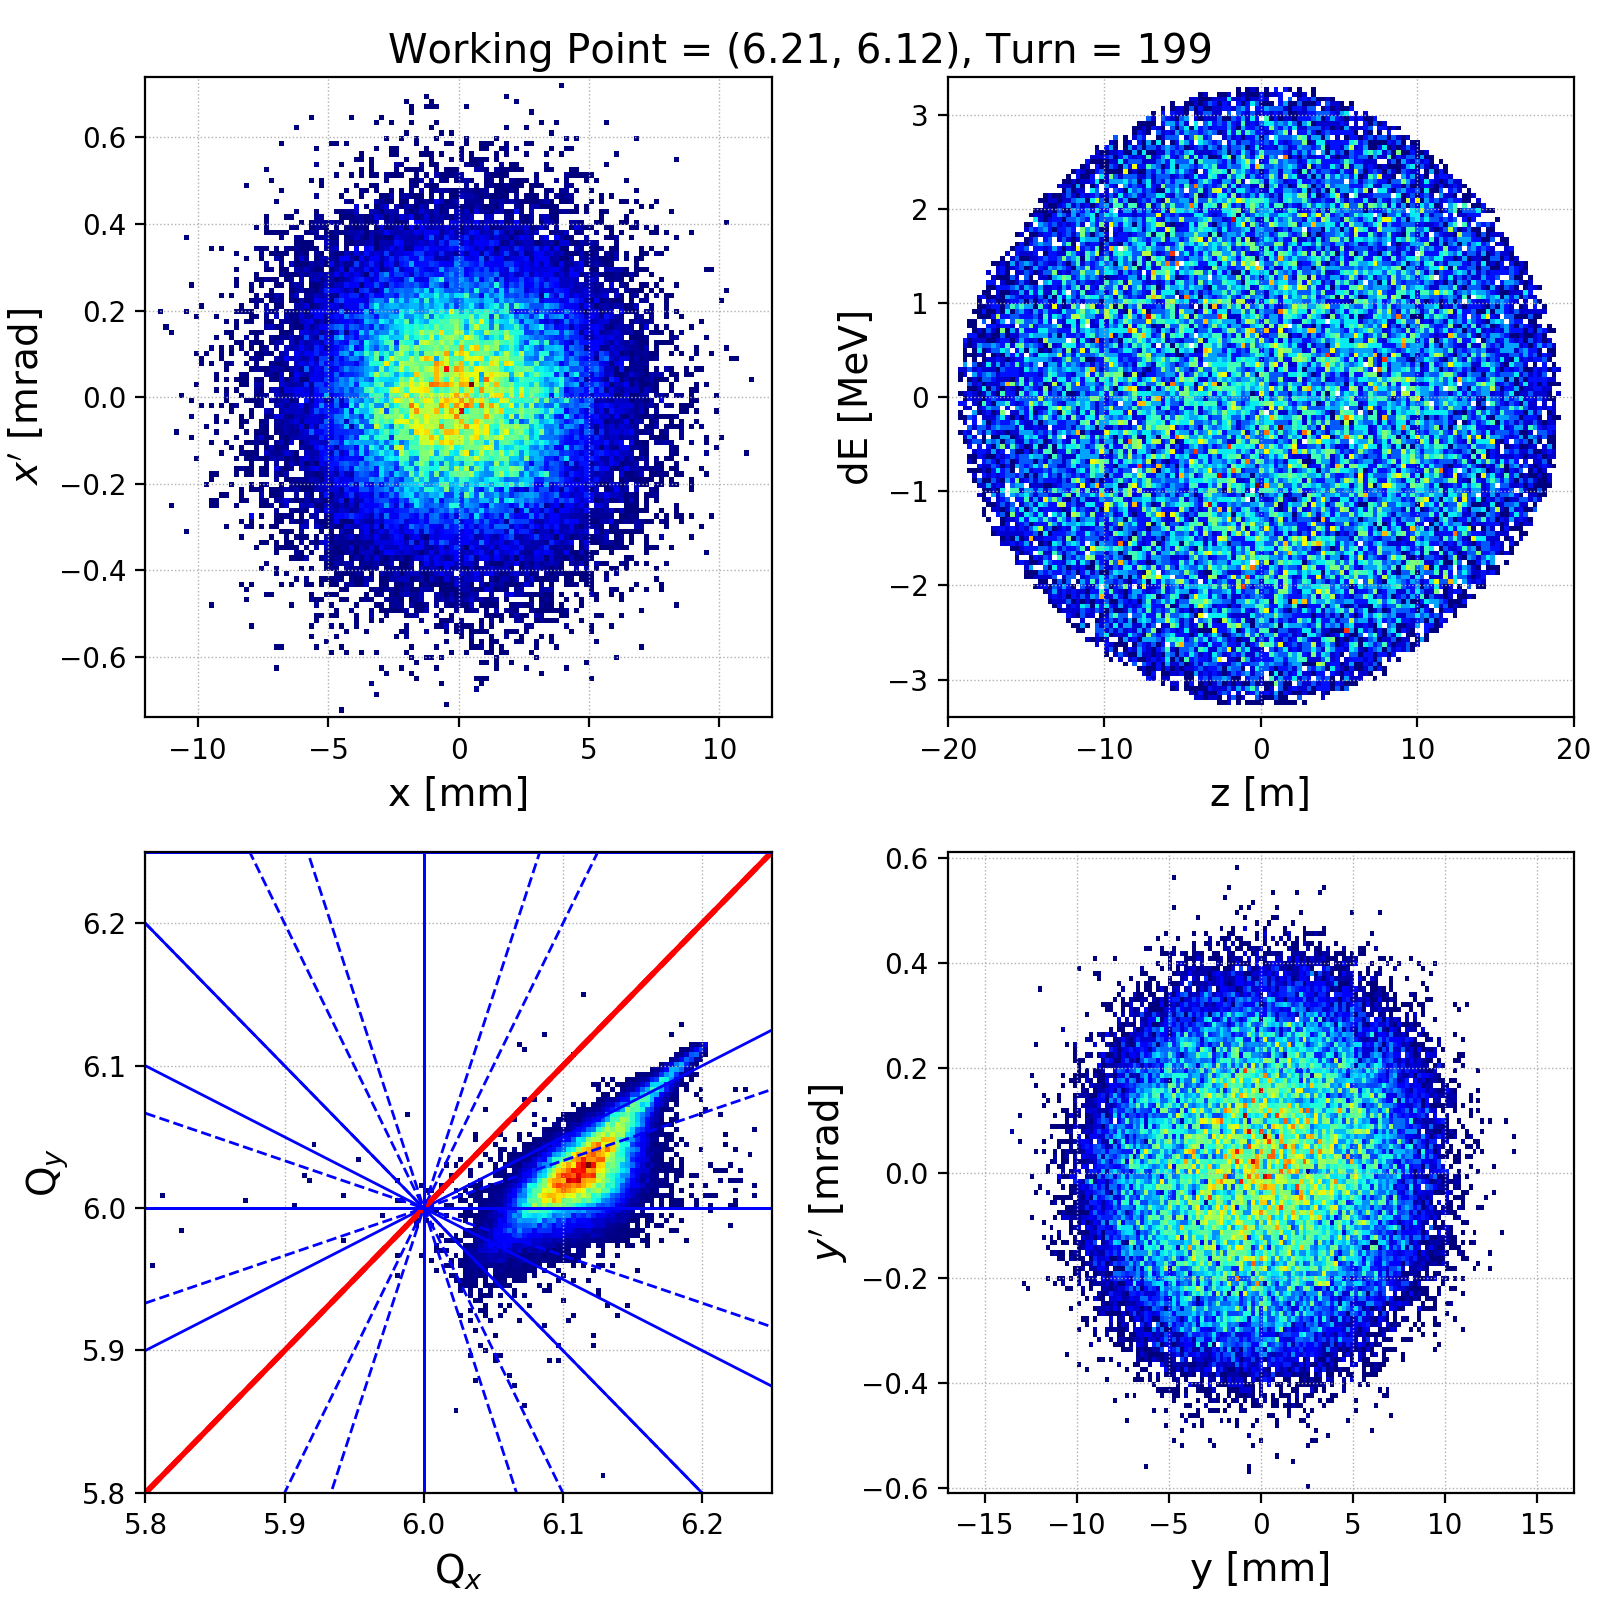 Working Point = (6.21, 6.12), Turn = 199
0.6
0.4
0.2
0.0
−0.2
−0.4
−0.6
x′ [mrad]
−10 −5 0 5 10
x [mm]
3
2
1
0
−1
−2
−3
dE [MeV]
−20 −10 0 10 20
z [m]
6.2
6.1
6.0
5.9
5.8
Qy
5.8 5.9 6.0 6.1 6.2
Qx
0.6
0.4
0.2
0.0
−0.2
−0.4
−0.6
y′ [mrad]
−15 −10 −5 0 5 10 15
y [mm]